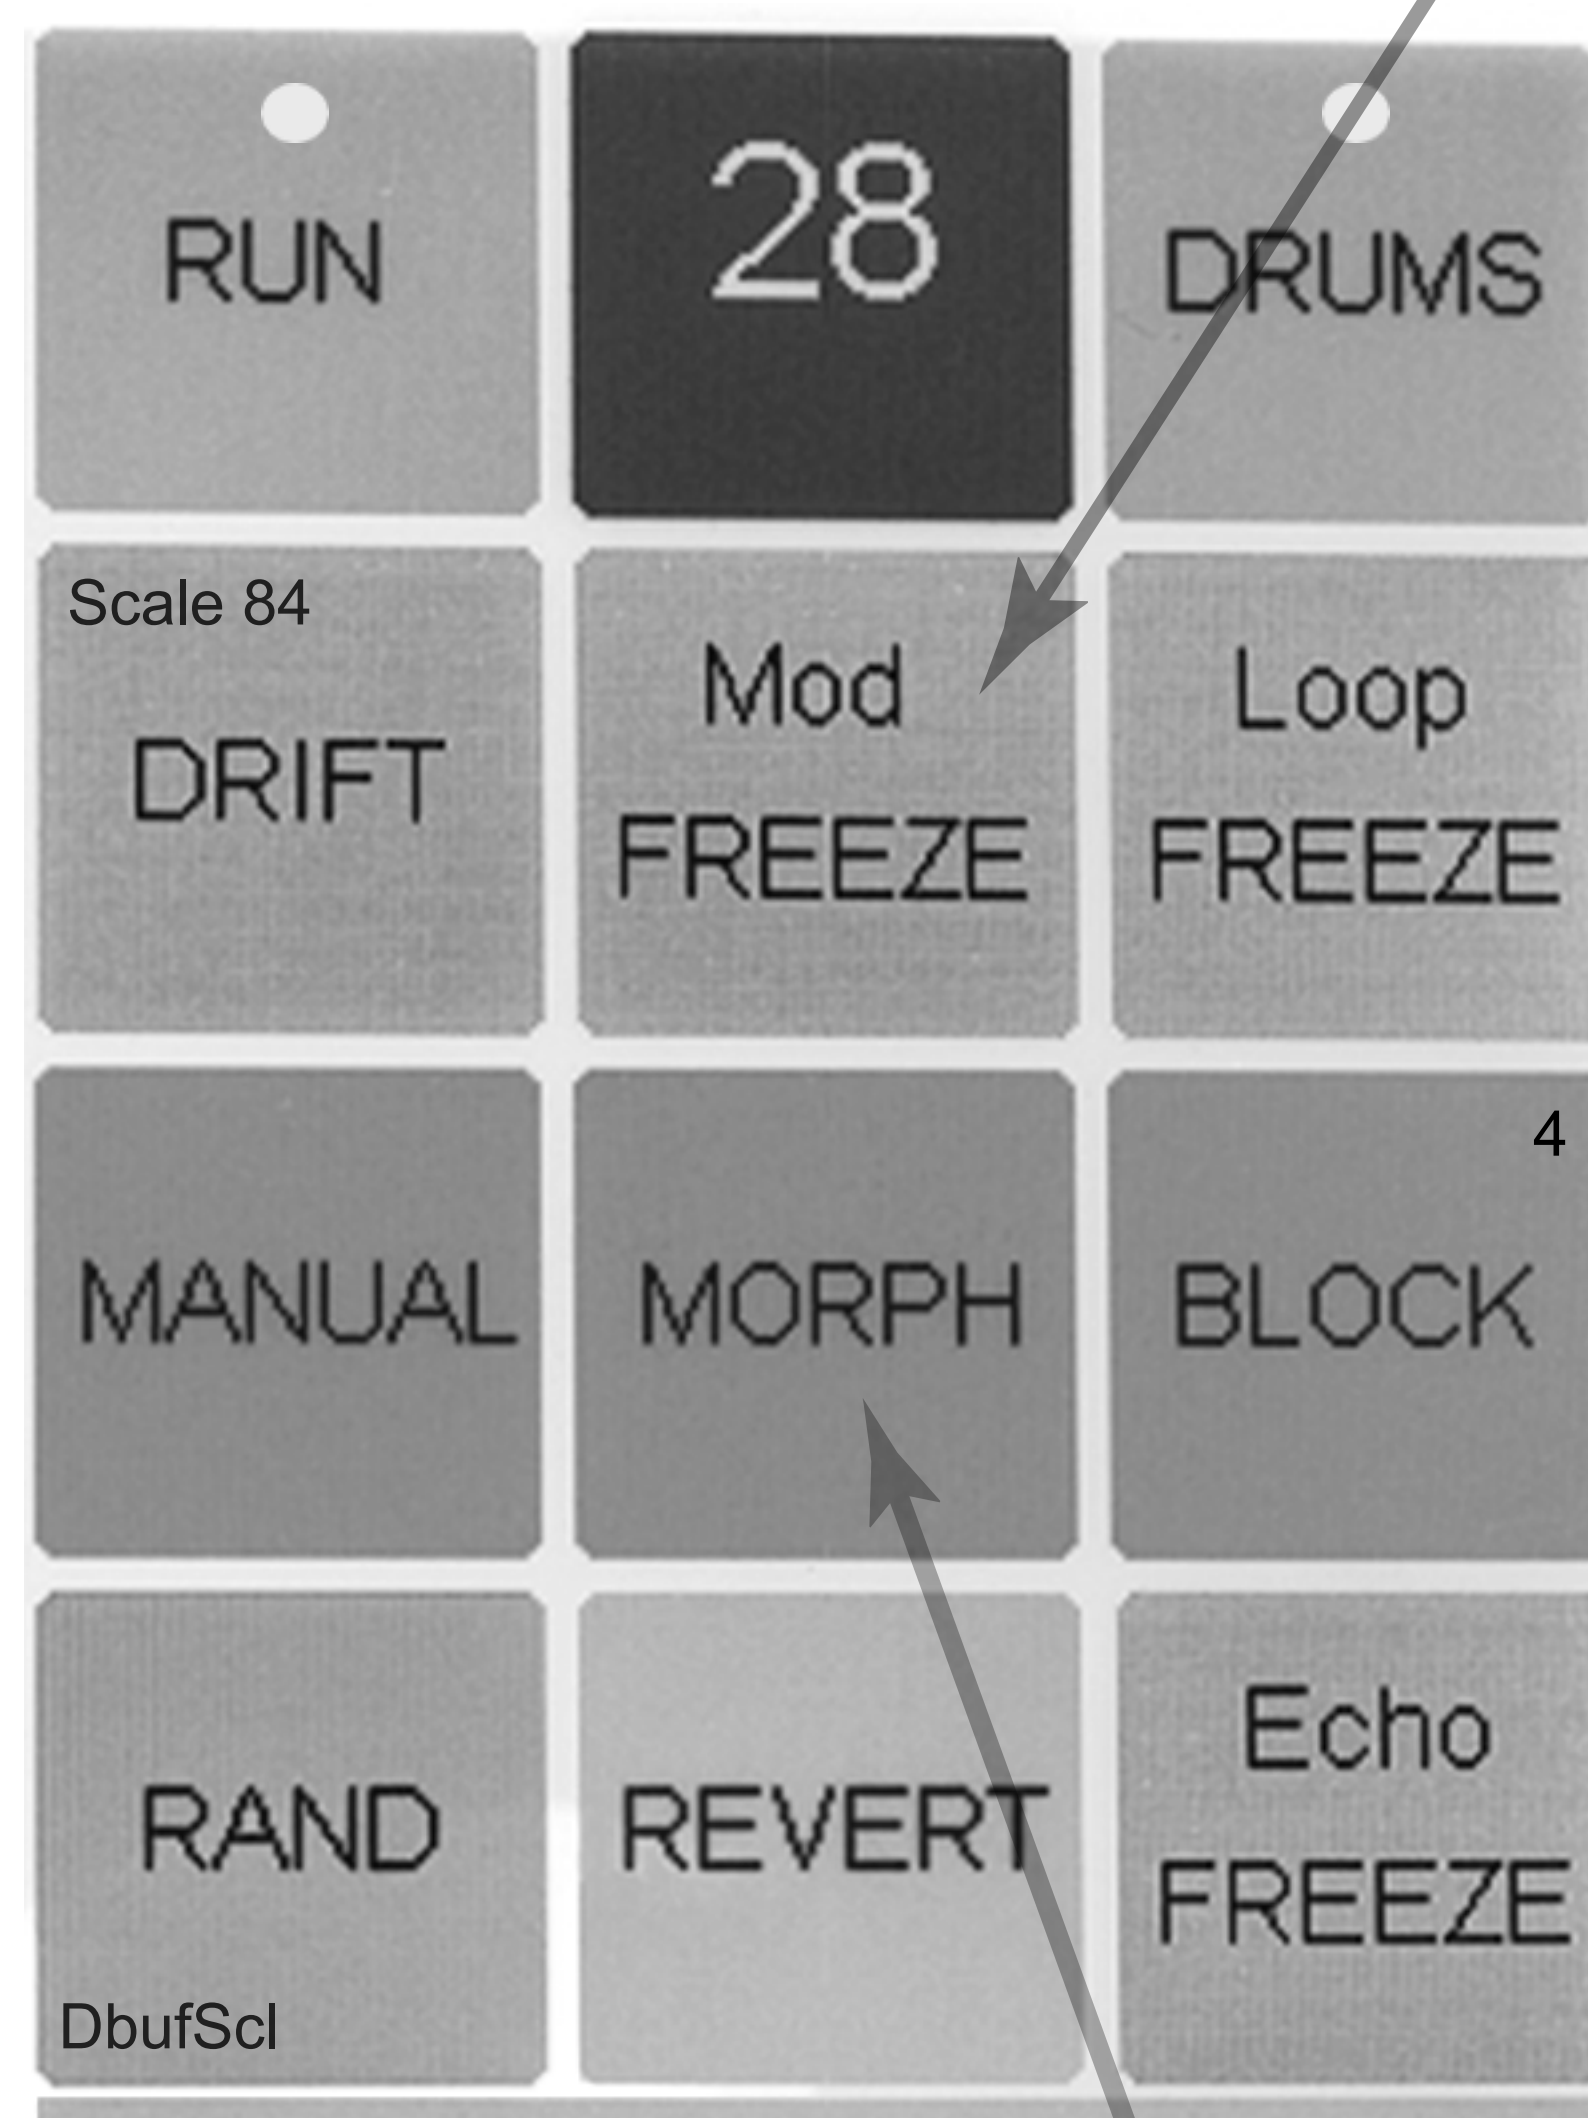 RUN
28
DRUMS
Scale 84
DRIFT
Mod
FREEZE
Loop
FREEZE
MANUAL
MORPH
4
BLOCK
RAND
DbufScl
REVERT
Echo
FREEZE